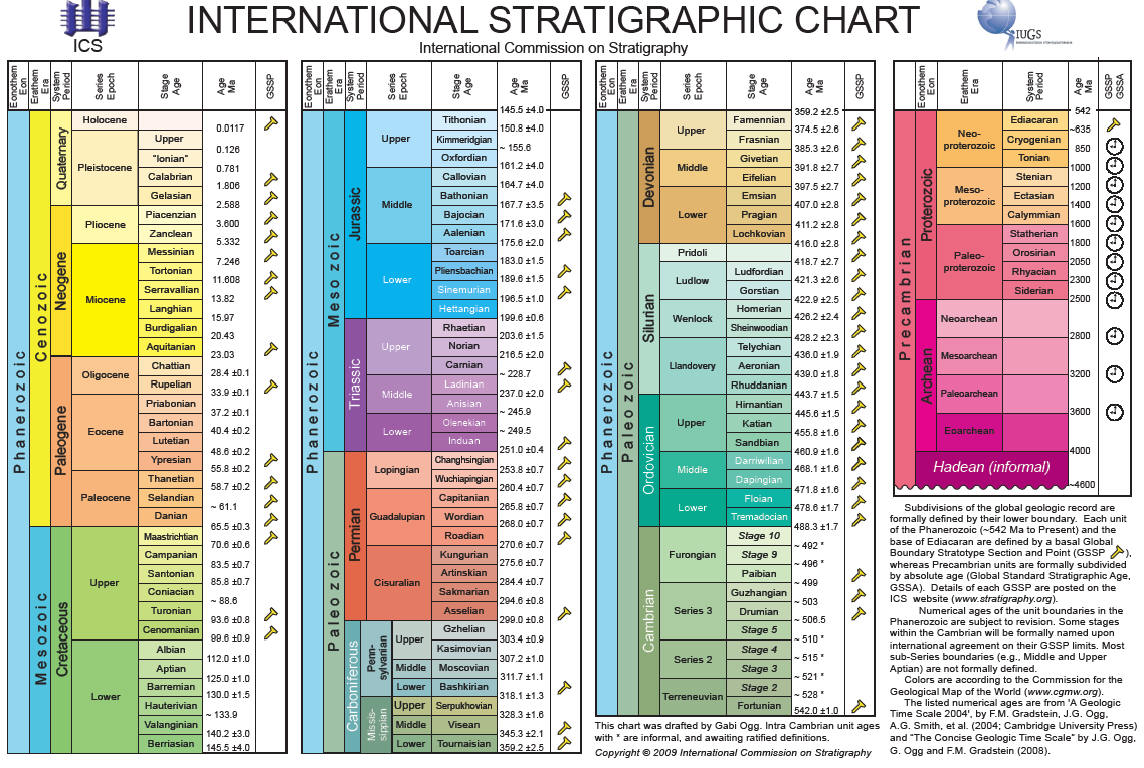 ICS
INTERNATIONAL STRATIGRAPHIC CHART
International Commission on Stratigraphy
IUGS
Eonothem Eon
Erathem Era
System Period
Series Epoch
Stage Age
Age Ma
GSSP
Phanerozoic
Cenozoic
Quaternary
Holocene
0.0117
Pleistocene
Upper
0.126
"Ionian"
0.781
Calabrian
1.806
Gelasian
2.588
Neogene
Pliocene
Piacenzian
3.600
Zanclean
5.332
Miocene
Messinian
7.246
Tortonian
11.608
Serravallian
13.82
Langhian
15.97
Burdigalian
20.43
Aquitanian
23.03
Paleogene
Oligocene
Chattian
28.4 ±0.1
Rupelian
33.9 ±0.1
Eocene
Priabonian
37.2 ±0.1
Bartonian
40.4 ±0.2
Lutetian
48.6 ±0.2
Ypresian
55.8 ±0.2
Paleocene
Thanetian
58.7 ±0.2
Selandian
~ 61.1
Danian
65.5 ±0.3
Mesozoic
Cretaceous
Upper
Maastrichtian
70.6 ±0.6
Campanian
83.5 ±0.7
Santonian
85.8 ±0.7
Coniacian
~ 88.6
Turonian
93.6 ±0.8
Cenomanian
99.6 ±0.9
Lower
Albian
112.0 ±1.0
Aptian
125.0 ±1.0
Barremian
130.0 ±1.5
Hauterivian
~ 133.9
Valanginian
140.2 ±3.0
Berriasian
145.5 ±4.0
Eonothem Eon
Erathem Era
System Period
Series Epoch
Stage Age
Age Ma
GSSP
145.5 ±4.0
Phanerozoic
Mesozoic
Jurassic
Upper
Tithonian
150.8 ±4.0
Kimmeridgian
~ 155.6
Oxfordian
161.2 ±4.0
Middle
Callovian
164.7 ±4.0
Bathonian
167.7 ±3.5
Bajocian
171.6 ±3.0
Aalenian
175.6 ±2.0
Lower
Toarcian
183.0 ±1.5
Pliensbachian
189.6 ±1.5
Sinemurian
196.5 ±1.0
Hettangian
199.6 ±0.6
Triassic
Upper
Rhaetian
203.6 ±1.5
Norian
216.5 ±2.0
Carnian
~ 228.7
Middle
Ladinian
237.0 ±2.0
Anisian
~ 245.9
Lower
Olenekian
~ 249.5
Induan
251.0 ±0.4
Paleozoic
Permian
Lopingian
Changhsingian
253.8 ±0.7
Wuchiapingian
260.4 ±0.7
Guadalupian
Capitanian
265.8 ±0.7
Wordian
268.0 ±0.7
Roadian
270.6 ±0.7
Cisuralian
Kungurian
275.6 ±0.7
Artinskian
284.4 ±0.7
Sakmarian
294.6 ±0.8
Asselian
299.0 ±0.8
Carboniferous
Penn-
sylvanian
Upper
Gzhelian
303.4 ±0.9
Kasimovian
307.2 ±1.0
Middle
Moscovian
311.7 ±1.1
Lower
Bashkirian
318.1 ±1.3
Missis-
sippian
Upper
Serpukhovian
328.3 ±1.6
Middle
Visean
345.3 ±2.1
Lower
Tournaisian
359.2 ±2.5
Eonothem Eon
Erathem Era
System Period
Series Epoch
Stage Age
Age Ma
GSSP
359.2 ±2.5
Phanerozoic
Paleozoic
Devonian
Upper
Famennian
374.5 ±2.6
Frasnian
385.3 ±2.6
Middle
Givetian
391.8 ±2.7
Eifelian
397.5 ±2.7
Lower
Emsian
407.0 ±2.8
Pragian
411.2 ±2.8
Lochkovian
416.0 ±2.8
Silurian
Pridoli
418.7 ±2.7
Ludlow
Ludfordian
421.3 ±2.6
Gorstian
422.9 ±2.5
Wenlock
Homerian
426.2 ±2.4
Sheinwoodian
428.2 ±2.3
Llandovery
Telychian
436.0 ±1.9
Aeronian
439.0 ±1.8
Rhuddanian
443.7 ±1.5
Ordovician
Upper
Hirnantian
445.6 ±1.5
Katian
455.8 ±1.6
Sandbian
460.9 ±1.6
Middle
Darriwilian
468.1 ±1.6
Dapingian
471.8 ±1.6
Lower
Floian
478.6 ±1.7
Tremadocian
488.3 ±1.7
Cambrian
Furongian
Stage 10
~ 492 *
Stage 9
~ 496 *
Paibian
~ 499
Series 3
Guzhangian
~ 503
Drumian
~ 506.5
Stage 5
~ 510 *
Series 2
Stage 4
~ 515 *
Stage 3
~ 521 *
Terreneuvian
Stage 2
~ 528 *
Fortunian
542.0 ±1.0
This chart was drafted by Gabi Ogg. Intra Cambrian unit ages
with * are informal, and awaiting ratified definitions.
Copyright © 2009 International Commission on Stratigraphy
Eonothem Eon
Erathem Era
System Period
Age Ma
GSSP GSSA
542
Precambrian
Proterozoic
Neo-
proterozoic
Ediacaran
~635
Cryogenian
850
Tonian
1000
Meso-
proterozoic
Stenian
1200
Ectasian
1400
Calymmian
1600
Paleo-
proterozoic
Statherian
1800
Orosirian
2050
Rhyacian
2300
Siderian
2500
Archean
Neoarchean
2800
Mesoarchean
3200
Paleoarchean
3600
Eoarchean
4000
Hadean (informal)
~4600
Subdivisions of the global geologic record are
formally defined by their lower boundary. Each unit
of the Phanerozoic (~542 Ma to Present) and the
base of Ediacaran are defined by a basal Global
Boundary Stratotype Section and Point (GSSP ),
whereas Precambrian units are formally subdivided
by absolute age (Global Standard Stratigraphic Age,
GSSA). Details of each GSSP are posted on the
ICS website (www.stratigraphy.org).
Numerical ages of the unit boundaries in the
Phanerozoic are subject to revision. Some stages
within the Cambrian will be formally named upon
international agreement on their GSSP limits. Most
sub-Series boundaries (e.g., Middle and Upper
Aptian) are not formally defined.
Colors are according to the Commission for the
Geological Map of the World (www.cgmw.org).
The listed numerical ages are from 'A Geologic
Time Scale 2004', by F.M. Gradstein, J.G. Ogg,
A.G. Smith, et al. (2004; Cambridge University Press)
and "The Concise Geologic Time Scale" by J.G. Ogg,
G. Ogg and F.M. Gradstein (2008).